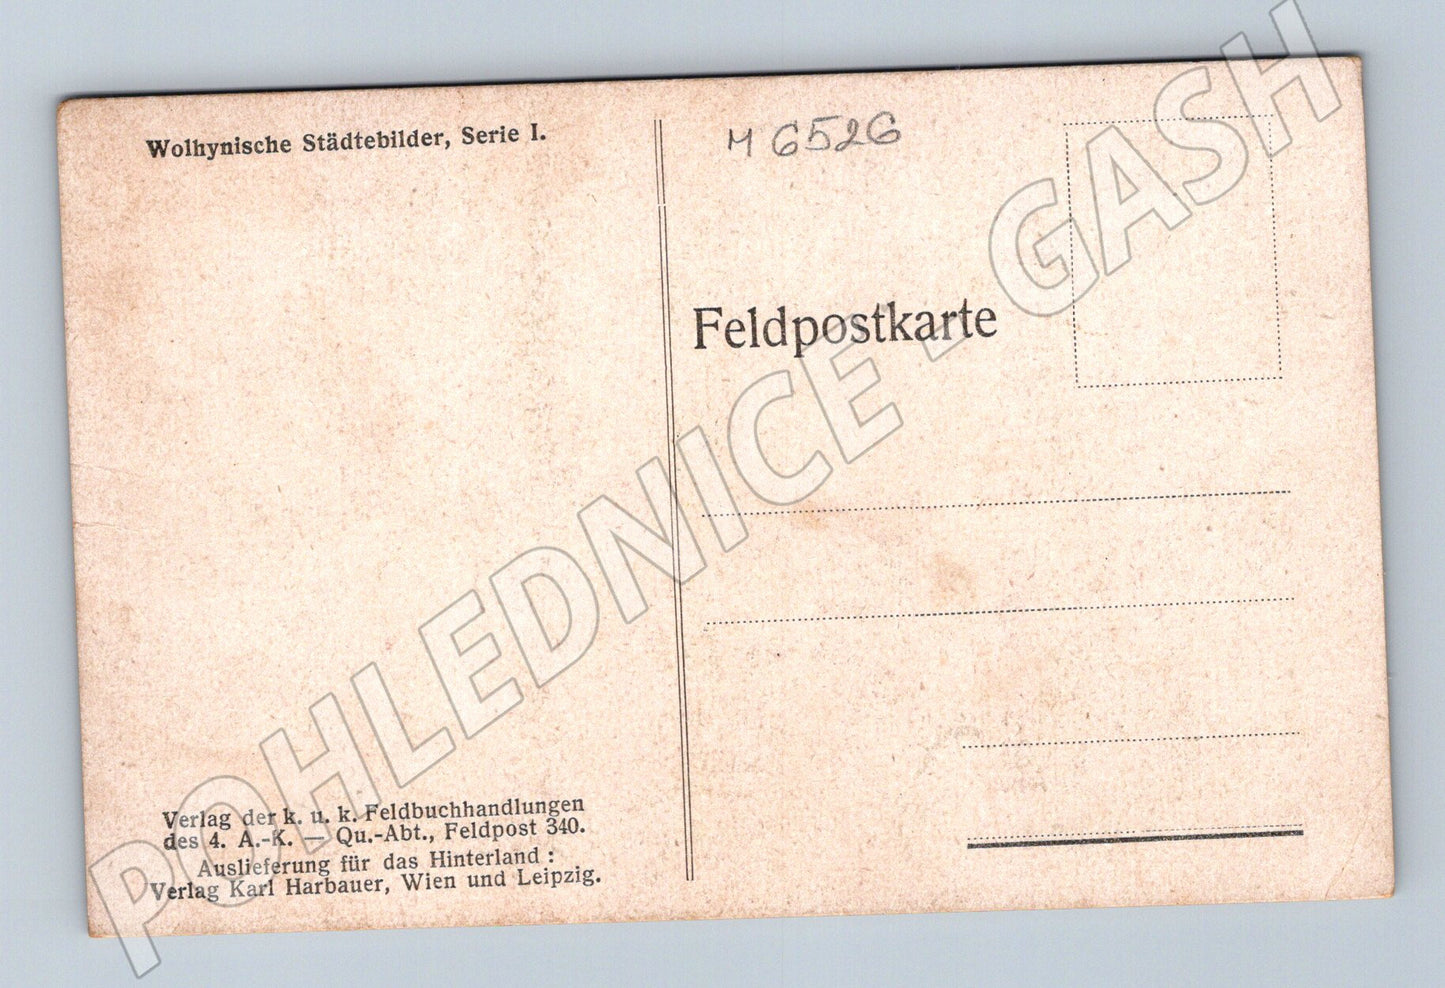 Wolhynische Städtebilder, Serie I.
M 6526
Feldpostkarte
Verlag der k. u. k. Feldbuchhandlungen
des 4. A.-K. — Qu.-Abt., Feldpost 340.
Auslieferung für das Hinterland :
Verlag Karl Harbauer, Wien und Leipzig.
POHLEDNICE - GASH